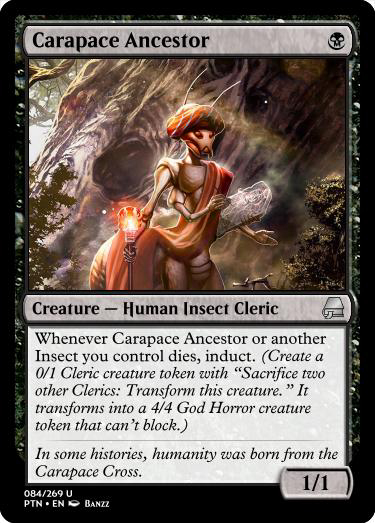 Carapace Ancestor
Creature — Human Insect Cleric
Whenever Carapace Ancestor or another
Insect you control dies, induct. (Create a
0/1 Cleric creature token with “Sacrifice two
other Clerics: Transform this creature.” It
transforms into a 4/4 God Horror creature
token that can’t block.)
In some histories, humanity was born from the
Carapace Cross.
1/1
084/269 U
PTN • EN Banzz